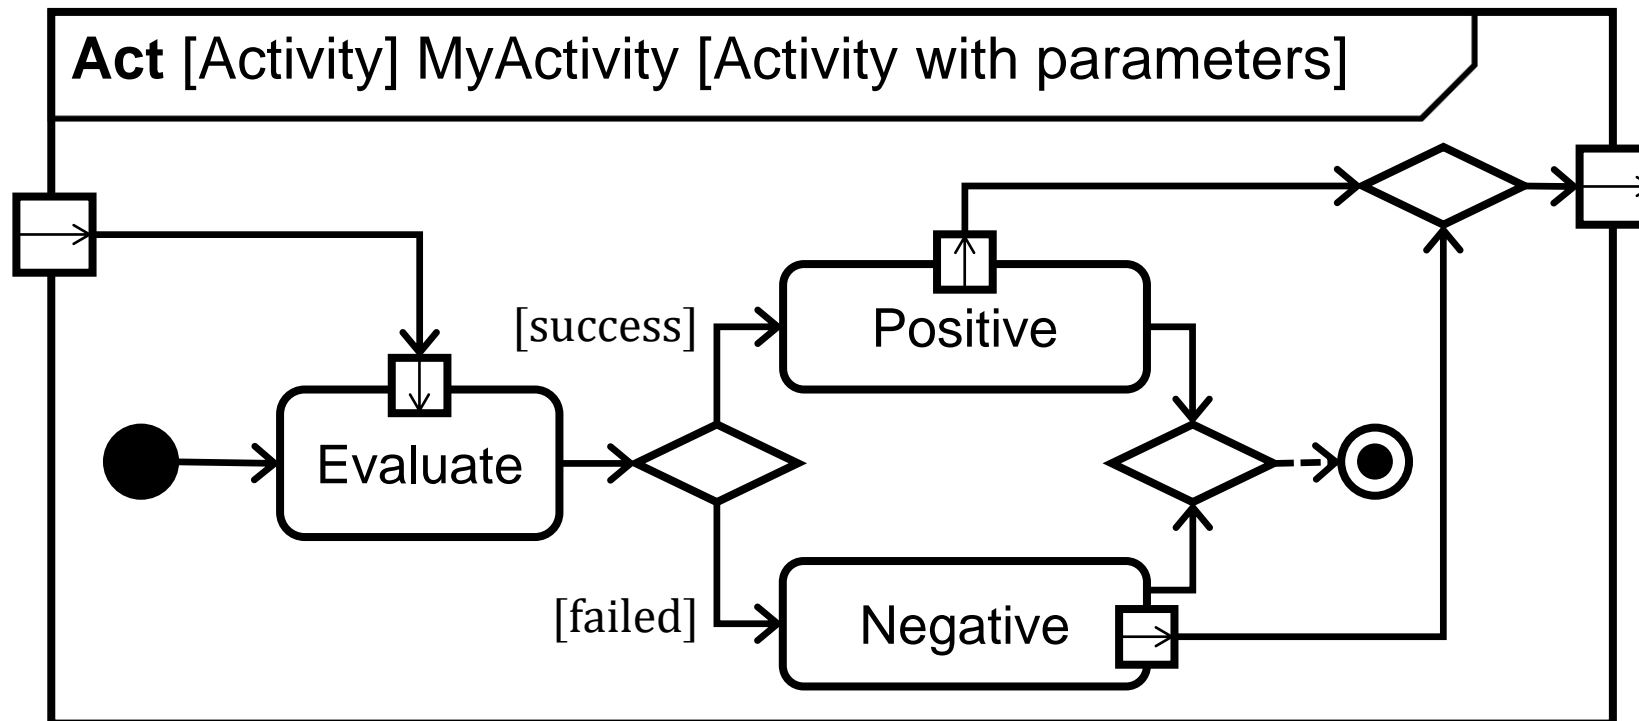 Act [Activity] MyActivity [Activity with parameters]
[success]
Positive
Evaluate
[failed]
Negative